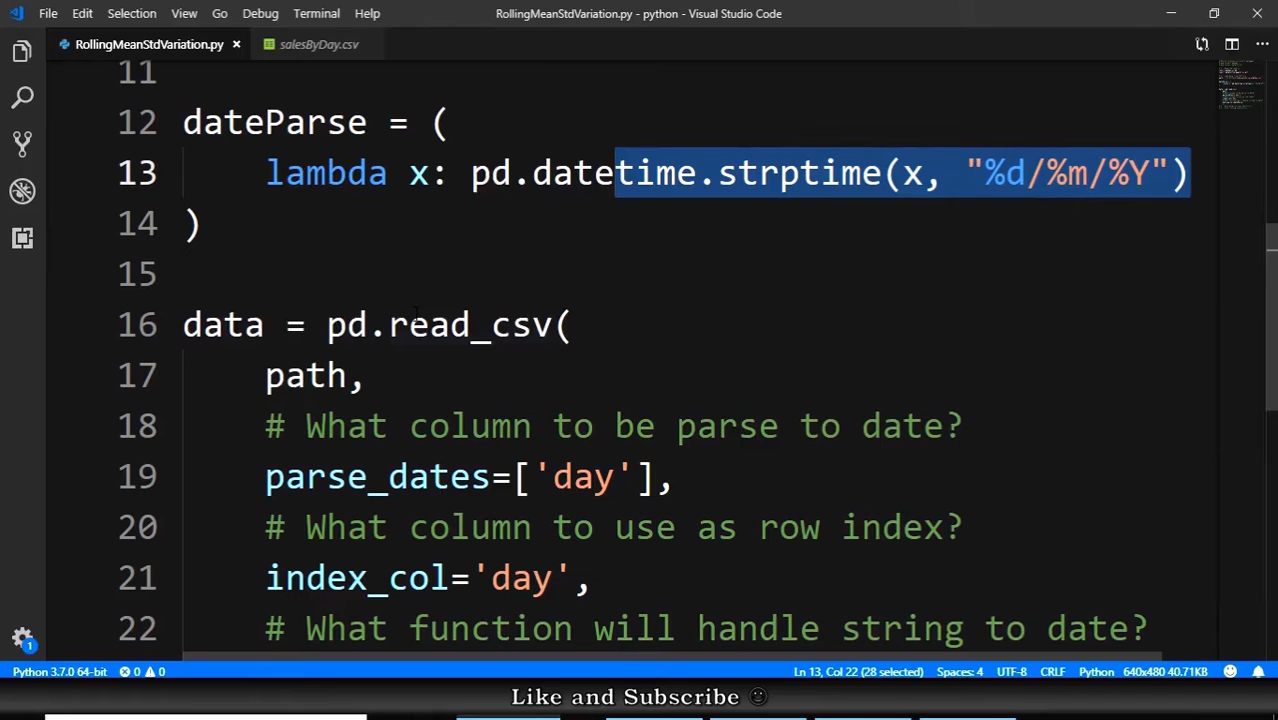 File Edit Selection View Go Debug Terminal Help RollingMeanStdVariation.py - python - Visual Studio Code
RollingMeanStdVariation.py × salesByDay.csv
11
12 dateParse = (
13 lambda x: pd.datetime.strptime(x, "%d/%m/%Y")
14 )
15
16 data = pd.read_csv(
17 path,
18 # What column to be parse to date?
19 parse_dates=['day'],
20 # What column to use as row index?
21 index_col='day',
22 # What function will handle string to date?
1 Python 3.7.0 64-bit 0 0 Ln 13, Col 22 (28 selected) Spaces: 4 UTF-8 CRLF Python 640x480 40.71KB
Like and Subscribe ☺